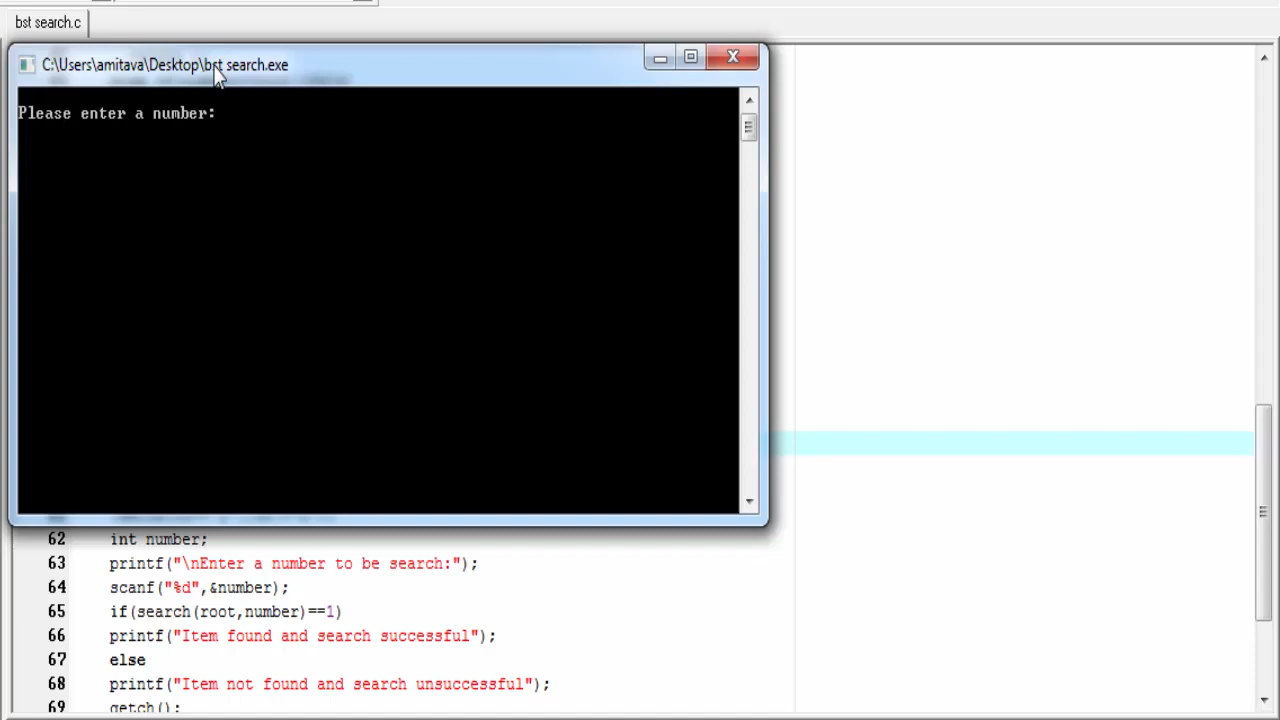 bst search.c
C:\Users\amitava\Desktop\bst search.exe
Please enter a number:
62 int number;
63 printf("\nEnter a number to be search:");
64 scanf("%d",&number);
65 if(search(root,number)==1)
66 printf("Item found and search successful");
67 else
68 printf("Item not found and search unsuccessful");
69 getch();